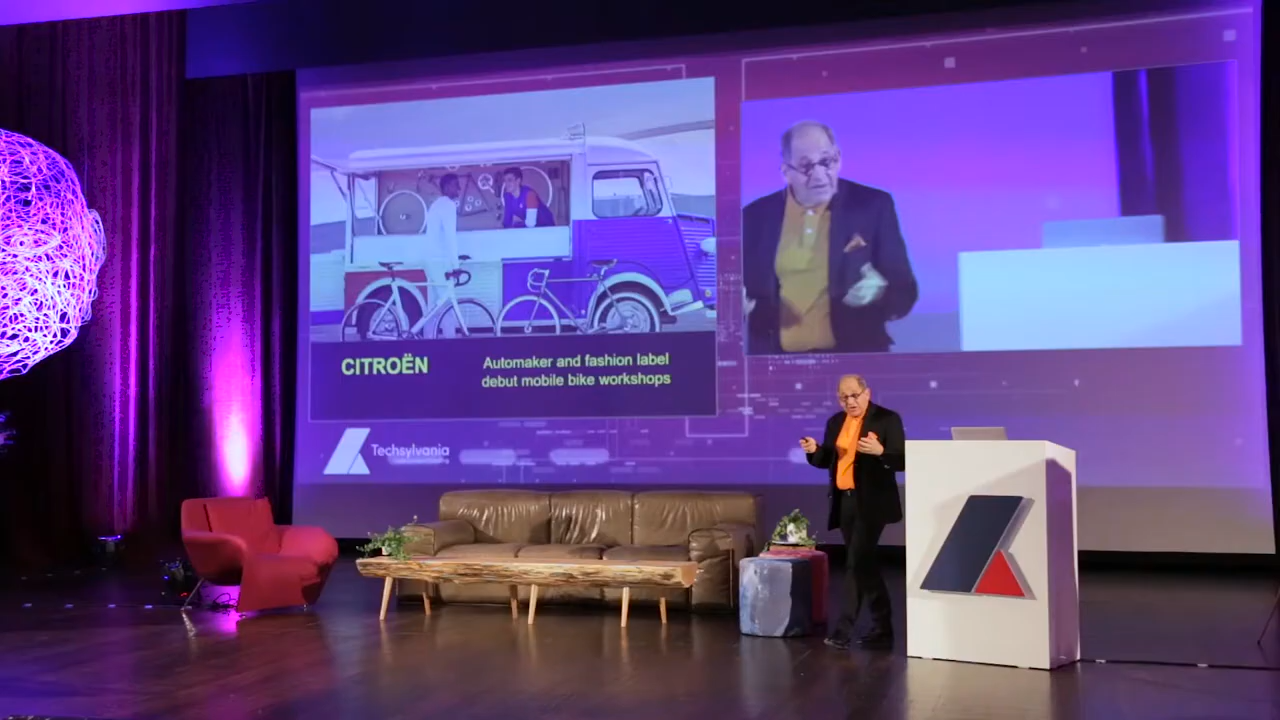 CITROËN
Automaker and fashion label
debut mobile bike workshops
Techsylvania